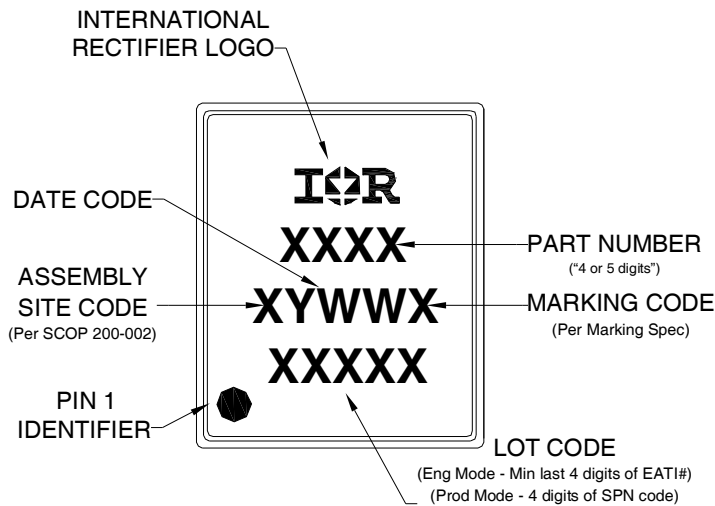 INTERNATIONAL
RECTIFIER LOGO
IOR
DATE CODE
XXXX
PART NUMBER
(“4 or 5 digits”)
ASSEMBLY
SITE CODE
(Per SCOP 200-002)
XYWWX
MARKING CODE
(Per Marking Spec)
XXXXX
PIN 1
IDENTIFIER
LOT CODE
(Eng Mode - Min last 4 digits of EATI#)
(Prod Mode - 4 digits of SPN code)